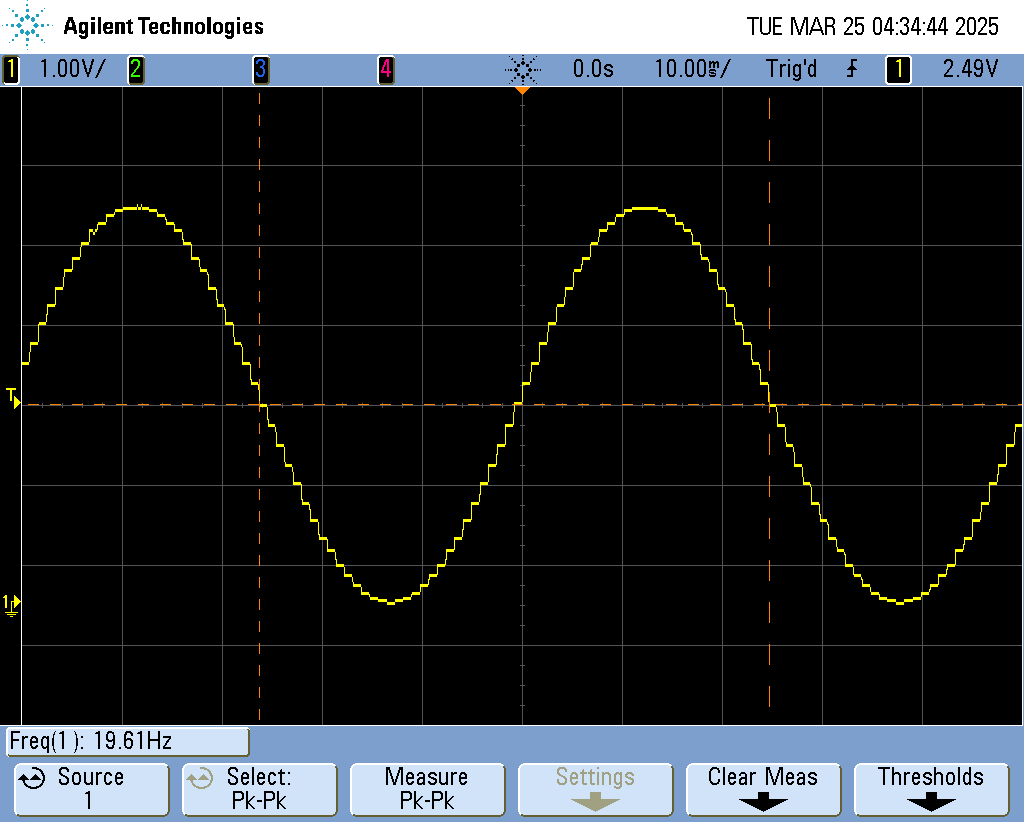 Agilent Technologies TUE MAR 25 04:34:44 2025
1 1.00V/ 2 3 4 0.0s 10.00ms/ Trig'd 1 2.49V
T
1
Freq(1): 19.61Hz
Source
1
Select:
Pk-Pk
Measure
Pk-Pk
Settings
Clear Meas
Thresholds